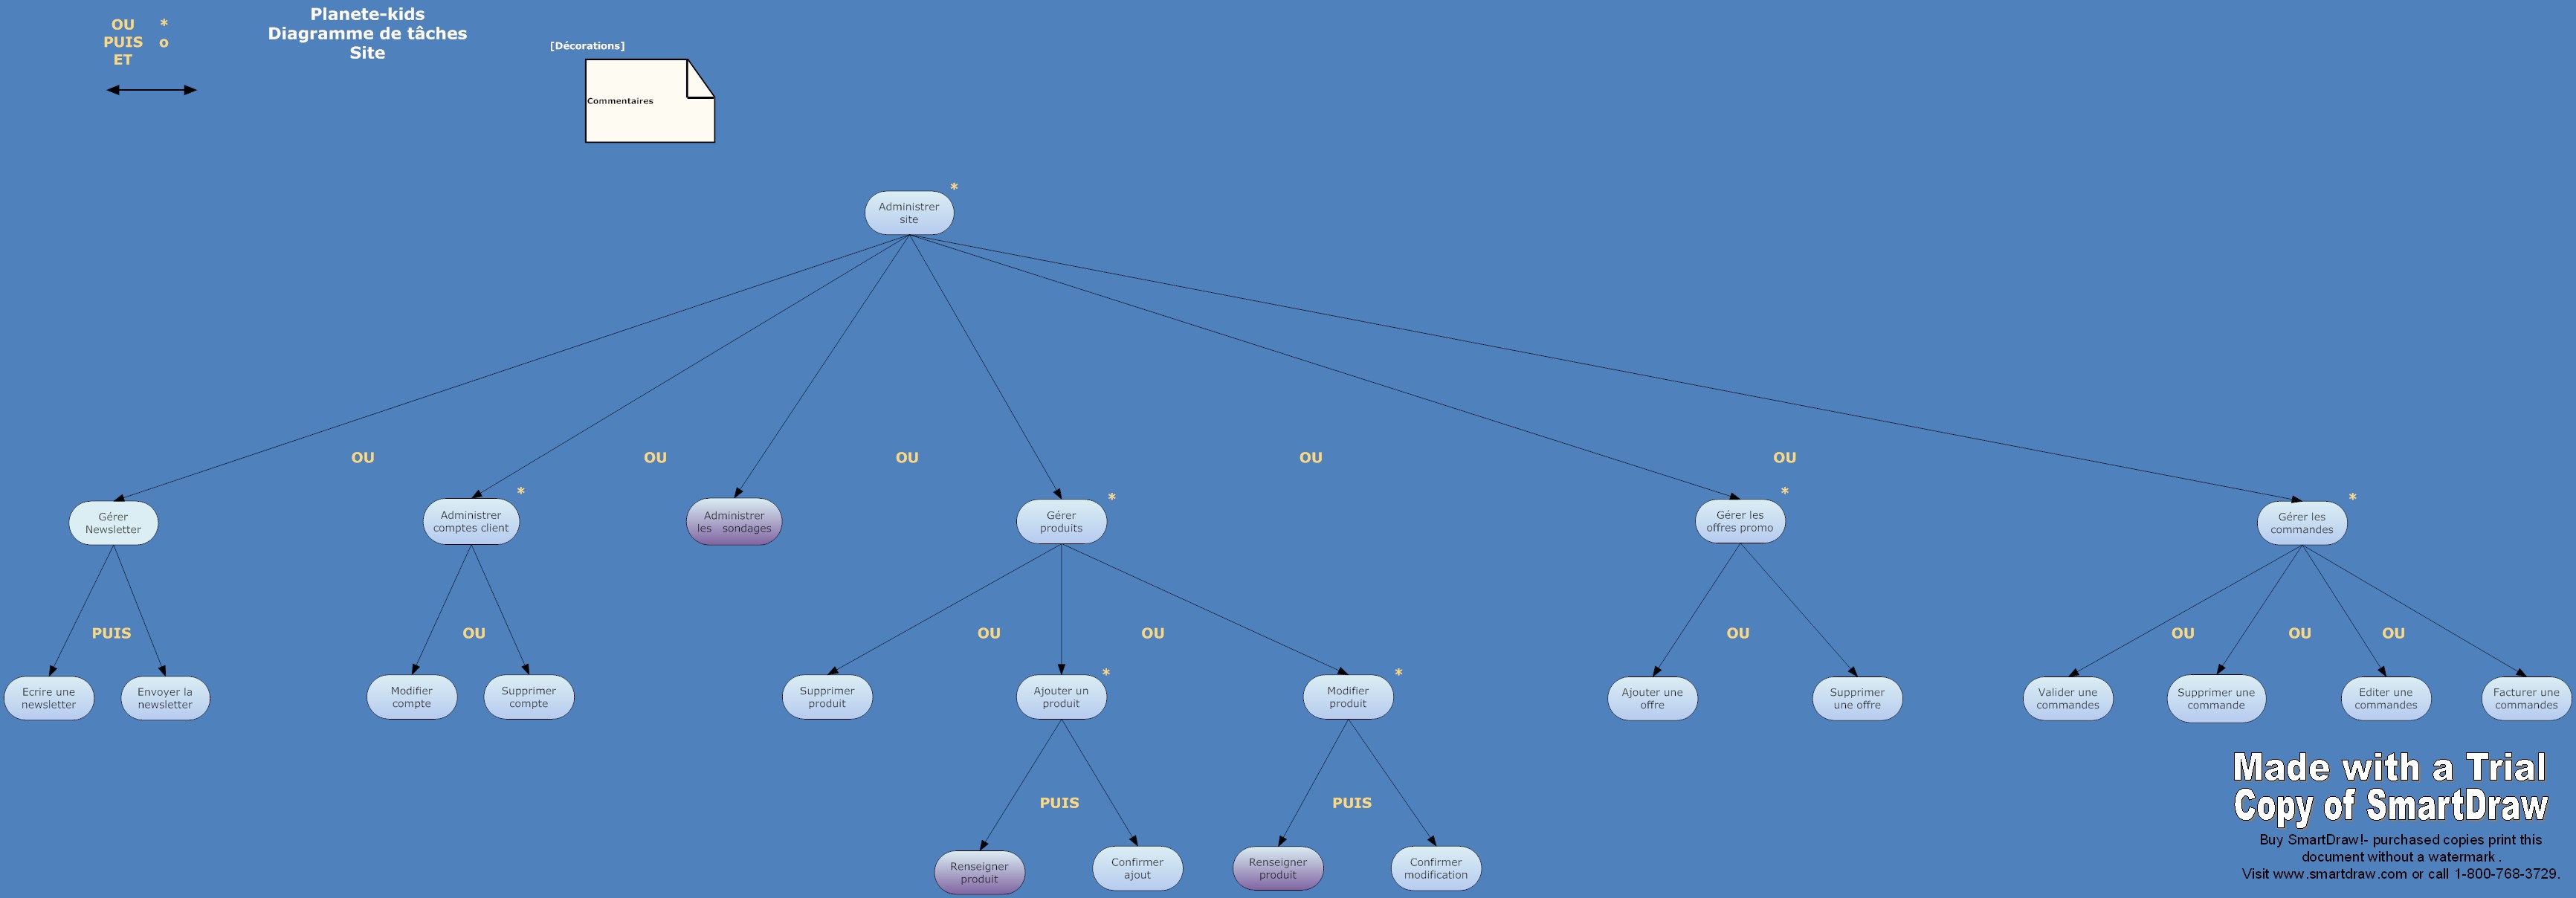 OU *
PUIS o
ET
Planete-kids
Diagramme de tâches
Site
[Décorations]
Commentaires
*
Administrer
site
OU OU OU OU OU
Gérer
Newsletter
*
Administrer
comptes client
Administrer
les sondages
*
Gérer
produits
*
Gérer les
offres promo
*
Gérer les
commandes
PUIS OU OU OU OU OU OU OU
Ecrire une
newsletter
Envoyer la
newsletter
Modifier
compte
Supprimer
compte
Supprimer
produit
*
Ajouter un
produit
*
Modifier
produit
Ajouter une
offre
Supprimer
une offre
Valider une
commandes
Supprimer une
commande
Editer une
commandes
Facturer une
commandes
PUIS PUIS
Renseigner
produit
Confirmer
ajout
Renseigner
produit
Confirmer
modification
Made with a Trial
Copy of SmartDraw
Buy SmartDraw!- purchased copies print this
document without a watermark .
Visit www.smartdraw.com or call 1-800-768-3729.